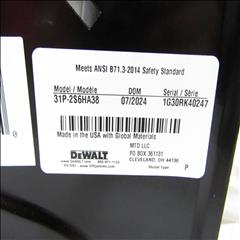 Meets ANSI B71.3-2014 Safety Standard
Model / Modèle DOM Serial / Série
31P-2S6HA38 07/2024 1G30RK40247
Made in the USA with Global Materials
DEWALT
MTD LLC
PO BOX 361131
CLEVELAND, OH 44136
Motor Type P